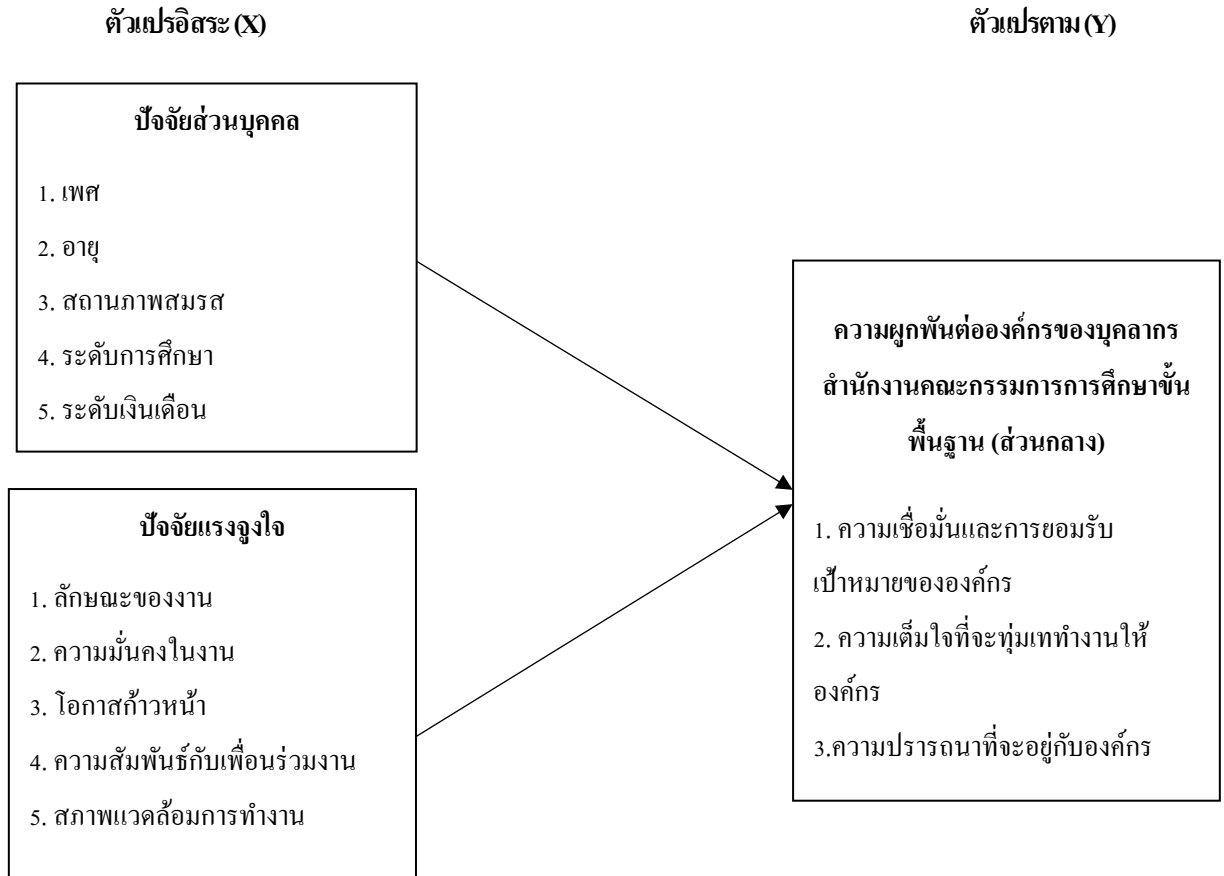 ตัวแปรอิสระ (X)
ตัวแปรตาม (Y)
ปัจจัยส่วนบุคคล
1. เพศ
2. อายุ
3. สถานภาพสมรส
4. ระดับการศึกษา
5. ระดับเงินเดือน
ปัจจัยแรงจูงใจ
1. ลักษณะของงาน
2. ความมั่นคงในงาน
3. โอกาสก้าวหน้า
4. ความสัมพันธ์กับเพื่อนร่วมงาน
5. สภาพแวดล้อมการทำงาน
ความผูกพันต่อองค์กรของบุคลากร
สำนักงานคณะกรรมการการศึกษาขั้น
พื้นฐาน (ส่วนกลาง)
1. ความเชื่อมั่นและการยอมรับ
เป้าหมายขององค์กร
2. ความเต็มใจที่จะทุ่มเททำงานให้
องค์กร
3.ความปรารถนาที่จะอยู่กับองค์กร